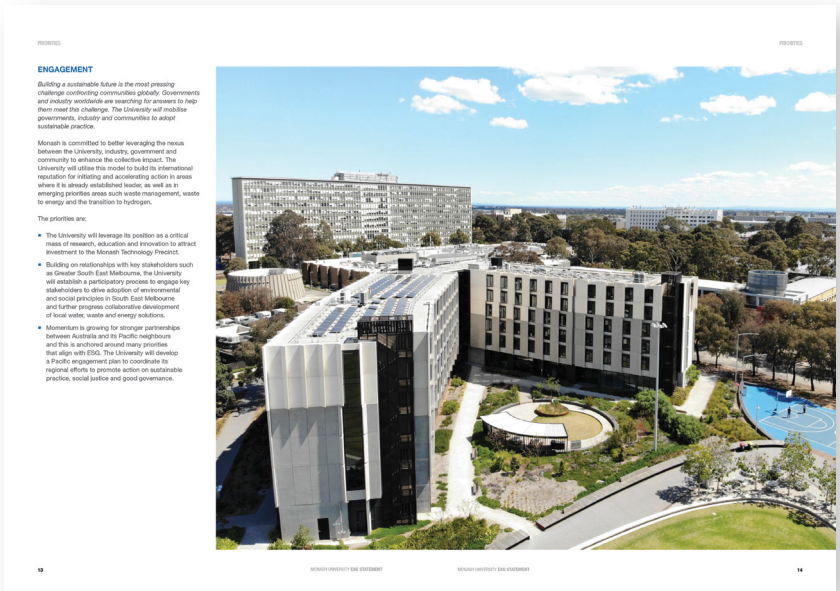 PRIORITIES
PRIORITIES
ENGAGEMENT
Building a sustainable future is the most pressing
challenge confronting communities globally. Governments
and industry worldwide are searching for answers to help
them meet this challenge. The University will mobilise
governments, industry and communities to adopt
sustainable practice.
Monash is committed to better leveraging the nexus
between the University, industry, government and
community to enhance the collective impact. The
University will utilise this model to build its international
reputation for initiating and accelerating action in areas
where it is already established leader, as well as in
emerging priorities areas such waste management, waste
to energy and the transition to hydrogen.
The priorities are:
The University will leverage its position as a critical
mass of research, education and innovation to attract
investment to the Monash Technology Precinct.
Building on relationships with key stakeholders such
as Greater South East Melbourne, the University
will establish a participatory process to engage key
stakeholders to drive adoption of environmental
and social principles in South East Melbourne
and further progress collaborative development
of local water, waste and energy solutions.
Momentum is growing for stronger partnerships
between Australia and its Pacific neighbours
and this is anchored around many priorities
that align with ESG. The University will develop
a Pacific engagement plan to coordinate its
regional efforts to promote action on sustainable
practice, social justice and good governance.
13
MONASH UNIVERSITY ESG STATEMENT
MONASH UNIVERSITY ESG STATEMENT
14